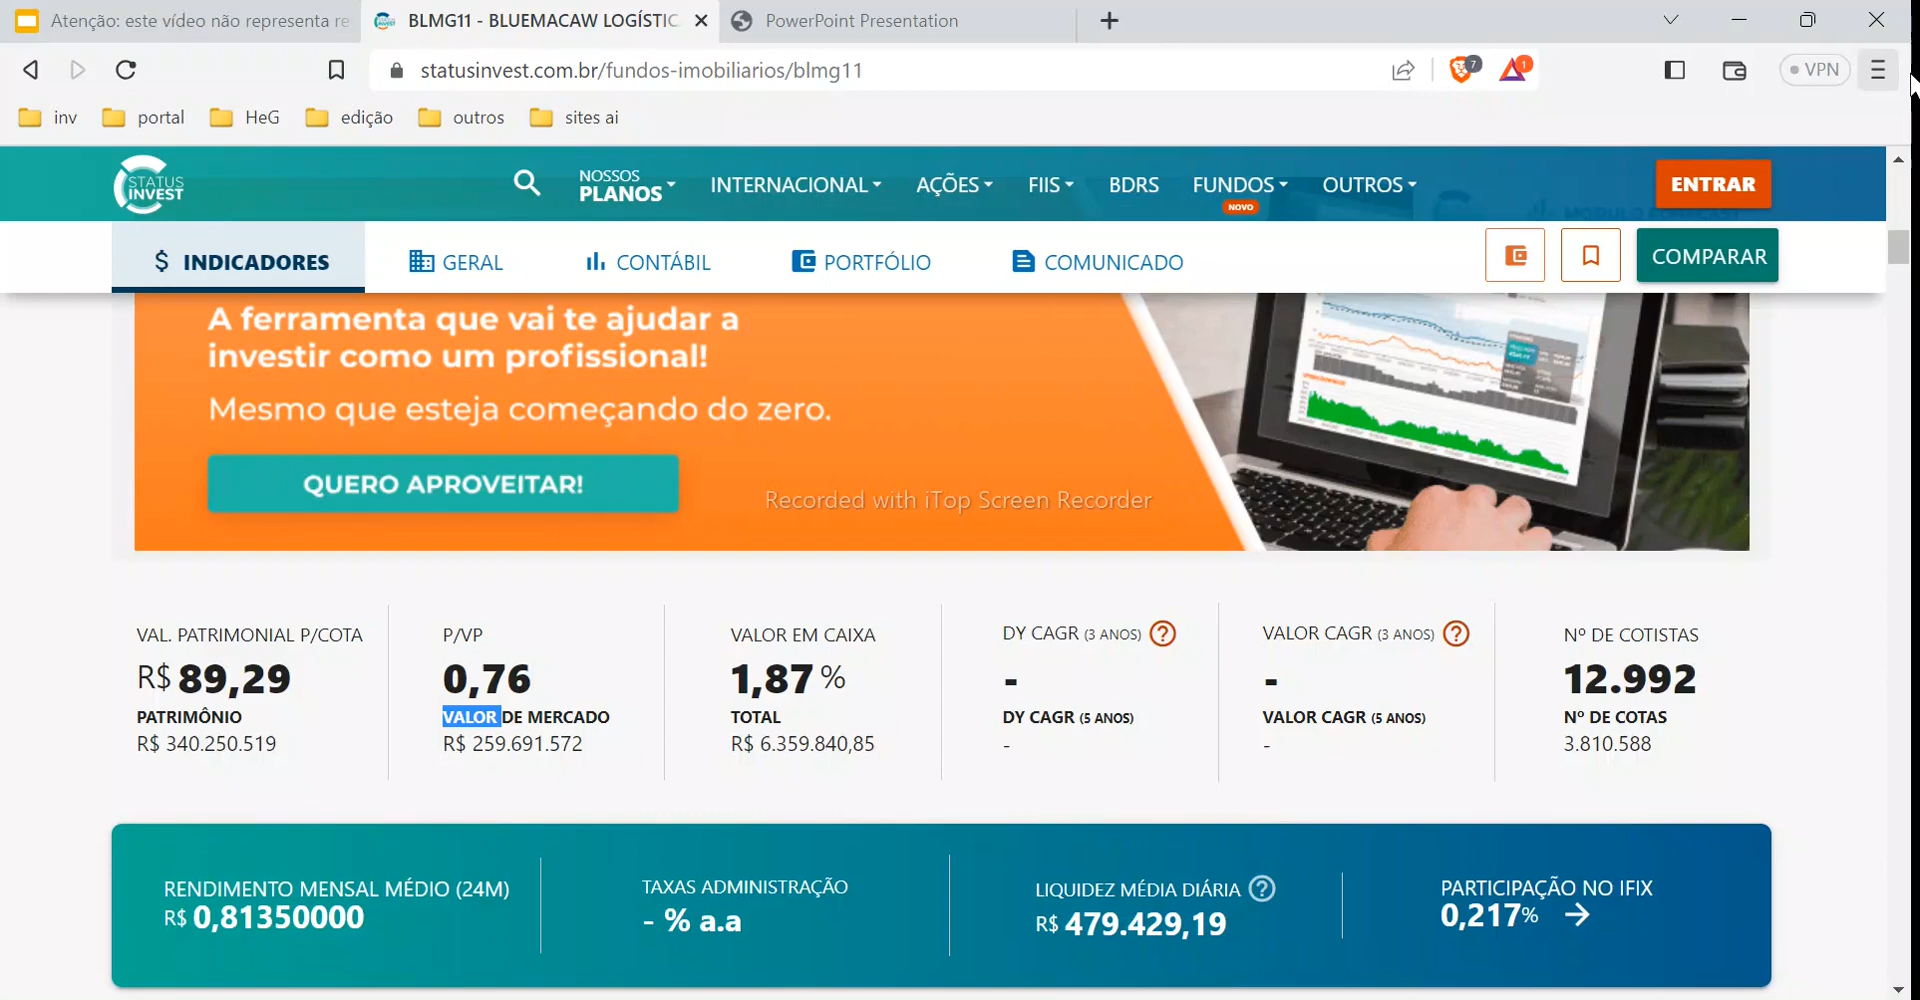 Atenção: este vídeo não representa re
BLMG11 - BLUEMACAW LOGÍSTIC
PowerPoint Presentation
statusinvest.com.br/fundos-imobiliarios/blmg11
7
1
VPN
inv
portal
HeG
edição
outros
sites ai
STATUS
INVEST
NOSSOS
PLANOS
INTERNACIONAL
AÇÕES
FIIS
BDRS
FUNDOS
NOVO
OUTROS
ENTRAR
$ INDICADORES
GERAL
CONTÁBIL
PORTFÓLIO
COMUNICADO
COMPARAR
A ferramenta que vai te ajudar a
investir como um profissional!
Mesmo que esteja começando do zero.
QUERO APROVEITAR!
Recorded with iTop Screen Recorder
VAL. PATRIMONIAL P/COTA
R$ 89,29
PATRIMÔNIO
R$ 340.250.519
P/VP
0,76
VALOR DE MERCADO
R$ 259.691.572
VALOR EM CAIXA
1,87 %
TOTAL
R$ 6.359.840,85
DY CAGR (3 ANOS) ?
-
DY CAGR (5 ANOS)
-
VALOR CAGR (3 ANOS) ?
-
VALOR CAGR (5 ANOS)
-
Nº DE COTISTAS
12.992
Nº DE COTAS
3.810.588
RENDIMENTO MENSAL MÉDIO (24M)
R$ 0,81350000
TAXAS ADMINISTRAÇÃO
- % a.a
LIQUIDEZ MÉDIA DIÁRIA ?
R$ 479.429,19
PARTICIPAÇÃO NO IFIX
0,217% →